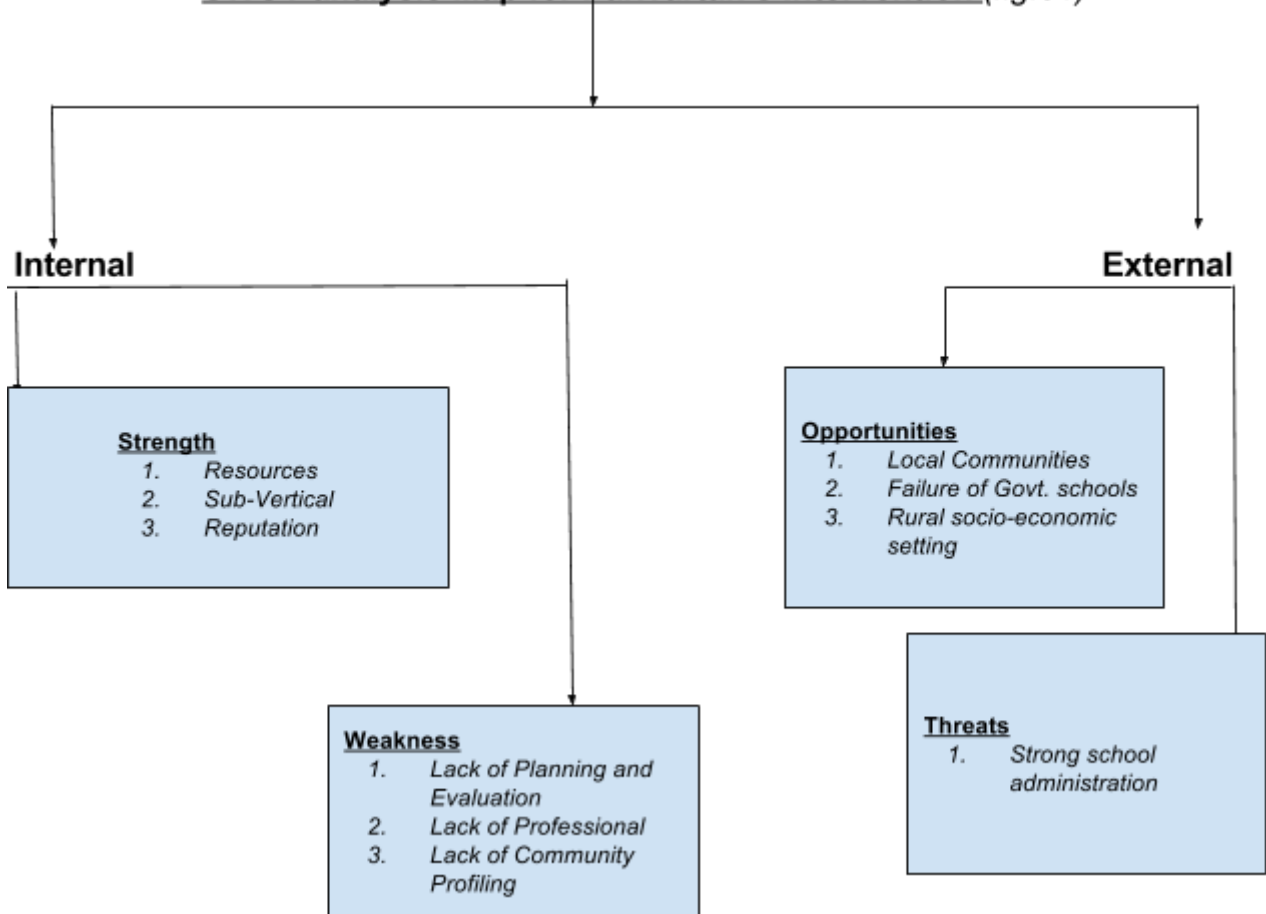 Internal
External
Strength
1. Resources
2. Sub-Vertical
3. Reputation
Opportunities
1. Local Communities
2. Failure of Govt. schools
3. Rural socio-economic
setting
Weakness
1. Lack of Planning and
Evaluation
2. Lack of Professional
3. Lack of Community
Profiling
Threats
1. Strong school
administration